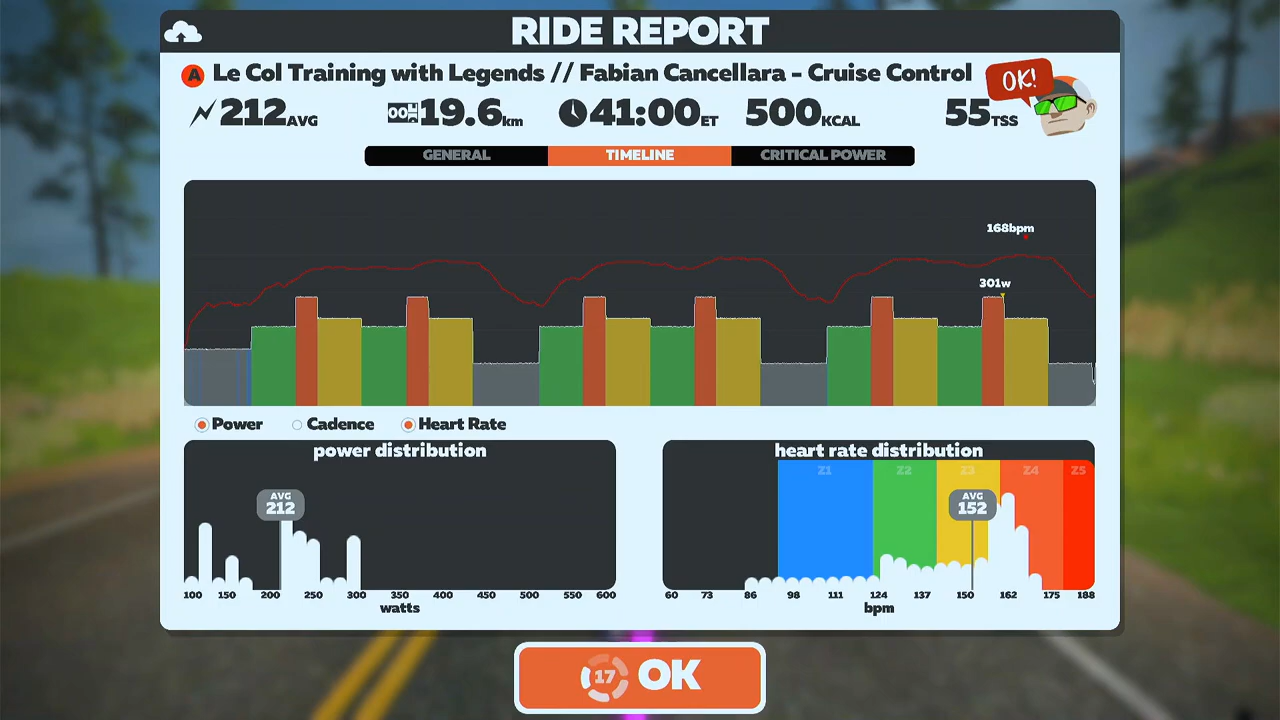 RIDE REPORT
A Le Col Training with Legends // Fabian Cancellara - Cruise Control
OK!
212AVG 19.6km 41:00ET 500KCAL 55TSS
GENERAL TIMELINE CRITICAL POWER
168bpm
301w
Power Cadence Heart Rate
power distribution
AVG
212
100 150 200 250 300 350 400 450 500 550 600
watts
heart rate distribution
Z1 Z2 Z3 Z4 Z5
AVG
152
60 73 86 98 111 124 137 150 162 175 188
bpm
17 OK